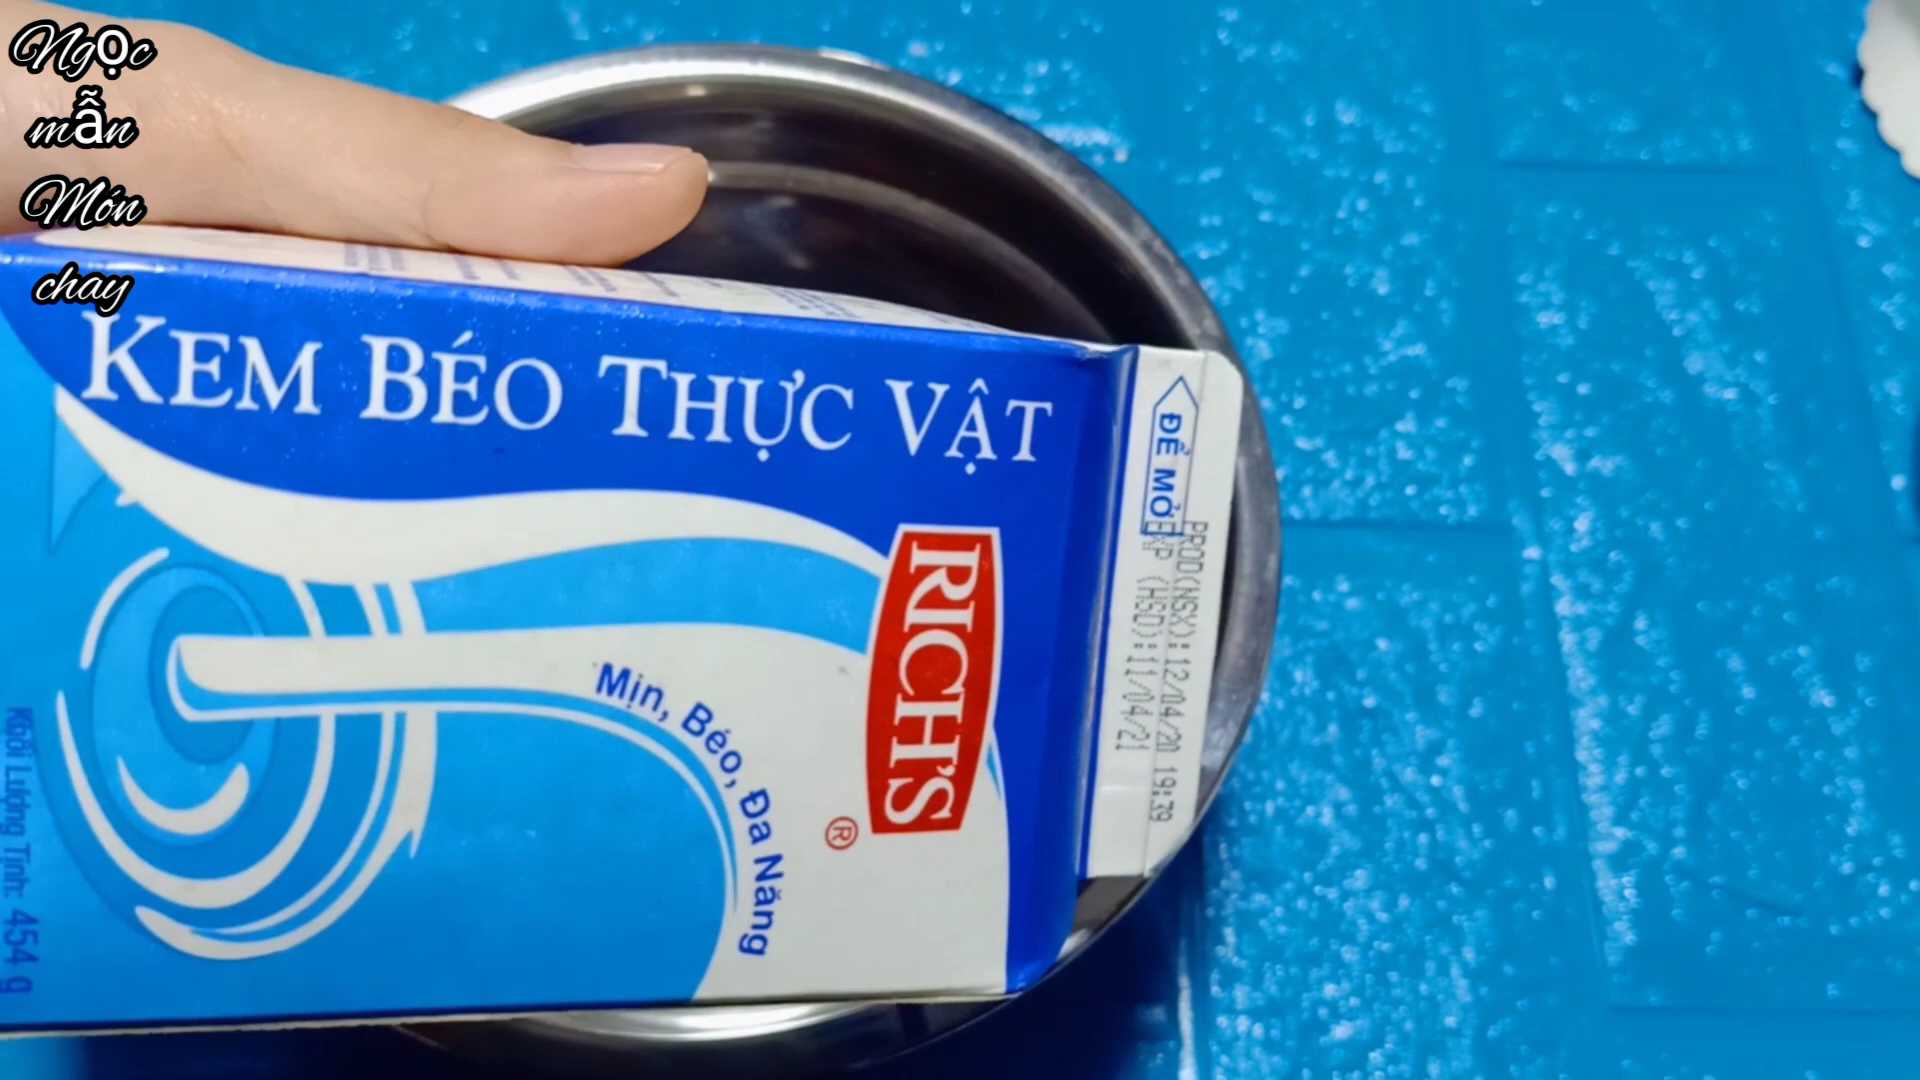 Ngọc
mẫn
Món
chay
KEM BÉO THỰC VẬT
RICH'S
®
Mịn, Béo, Đa Năng
Khối Lượng Tịnh: 454 g
ĐỂ MỞ
PROD(NSX):12/04/20 19:39
EXP (HSD):11/04/21